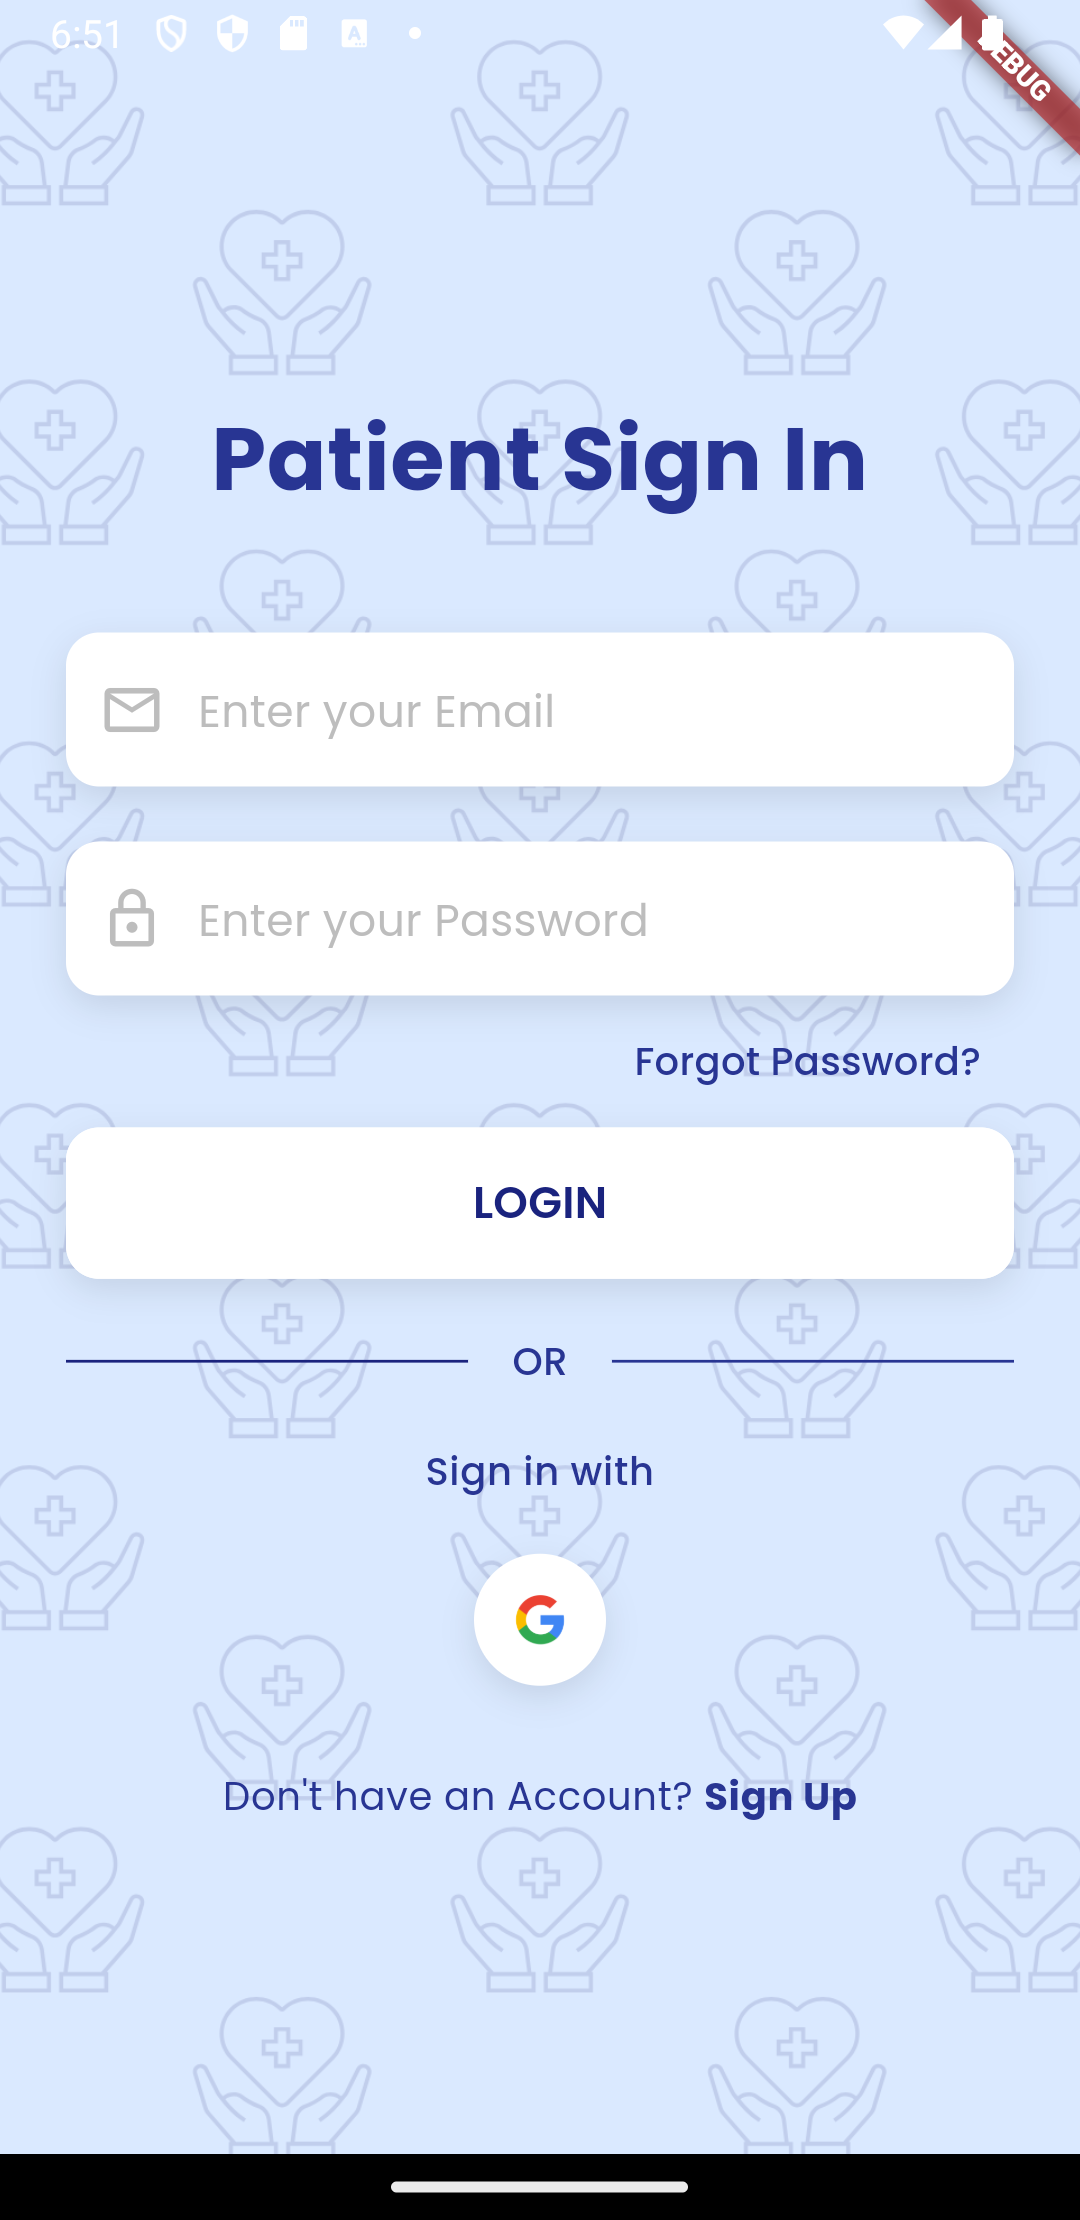 6:51
DEBUG
Patient Sign In
Enter your Email
Enter your Password
Forgot Password?
LOGIN
OR
Sign in with
Don't have an Account? Sign Up